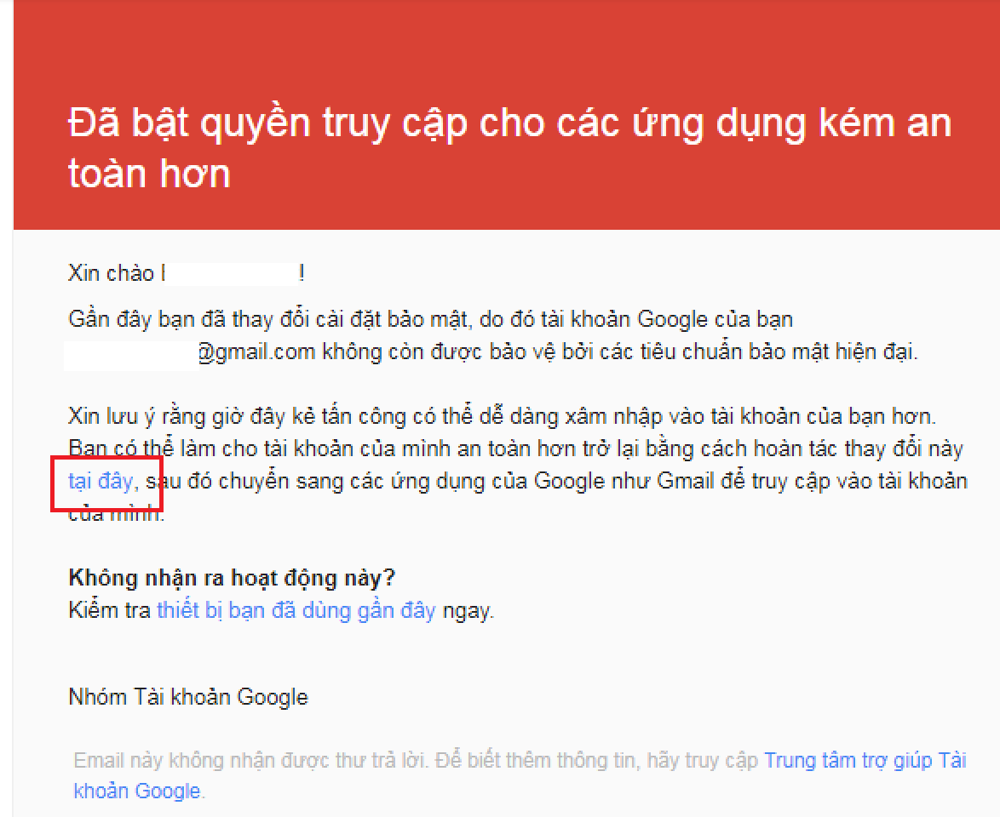 Đã bật quyền truy cập cho các ứng dụng kém an
toàn hơn
Xin chào !
Gần đây bạn đã thay đổi cài đặt bảo mật, do đó tài khoản Google của bạn
@gmail.com không còn được bảo vệ bởi các tiêu chuẩn bảo mật hiện đại.
Xin lưu ý rằng giờ đây kẻ tấn công có thể dễ dàng xâm nhập vào tài khoản của bạn hơn.
Bạn có thể làm cho tài khoản của mình an toàn hơn trở lại bằng cách hoàn tác thay đổi này
tại đây, sau đó chuyển sang các ứng dụng của Google như Gmail để truy cập vào tài khoản
của mình.
Không nhận ra hoạt động này?
Kiểm tra thiết bị bạn đã dùng gần đây ngay.
Nhóm Tài khoản Google
Email này không nhận được thư trả lời. Để biết thêm thông tin, hãy truy cập Trung tâm trợ giúp Tài
khoản Google.